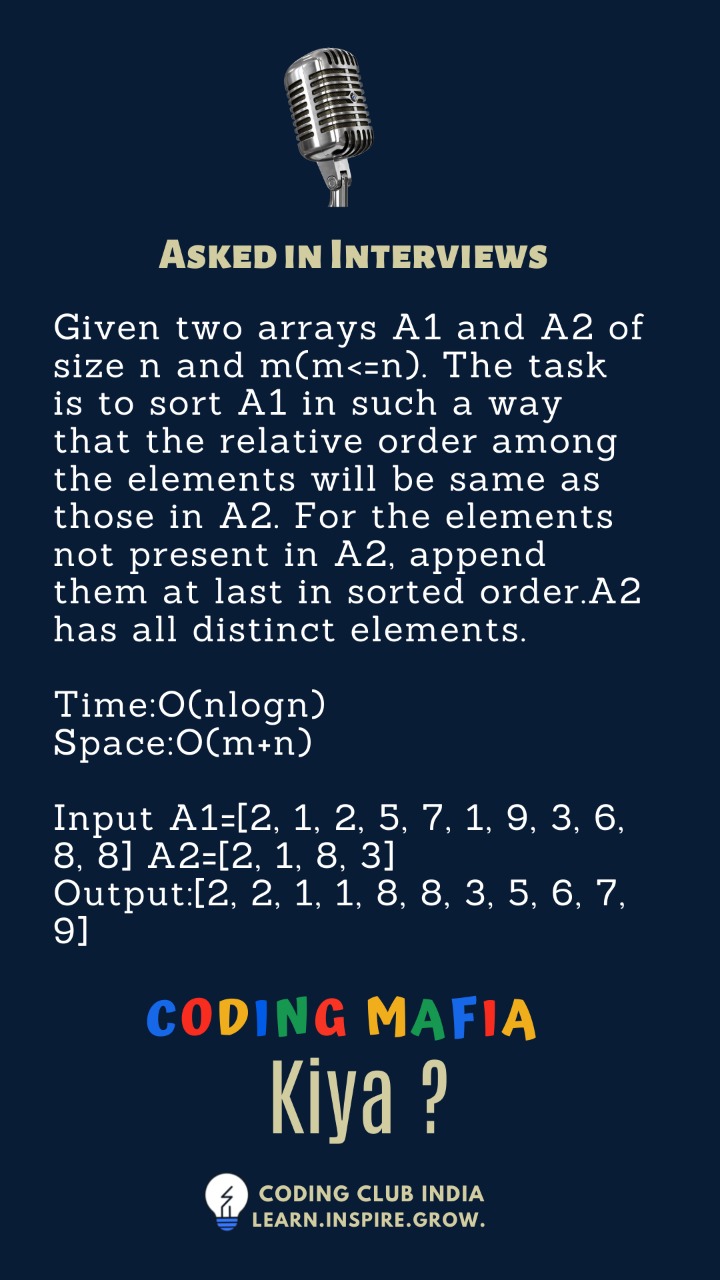 Asked in Interviews
Given two arrays A1 and A2 of
size n and m(m<=n). The task
is to sort A1 in such a way
that the relative order among
the elements will be same as
those in A2. For the elements
not present in A2, append
them at last in sorted order.A2
has all distinct elements.
Time:O(nlogn)
Space:O(m+n)
Input A1=[2, 1, 2, 5, 7, 1, 9, 3, 6,
8, 8] A2=[2, 1, 8, 3]
Output:[2, 2, 1, 1, 8, 8, 3, 5, 6, 7,
9]
CODING MAFIA
Kiya ?
CODING CLUB INDIA
LEARN.INSPIRE.GROW.